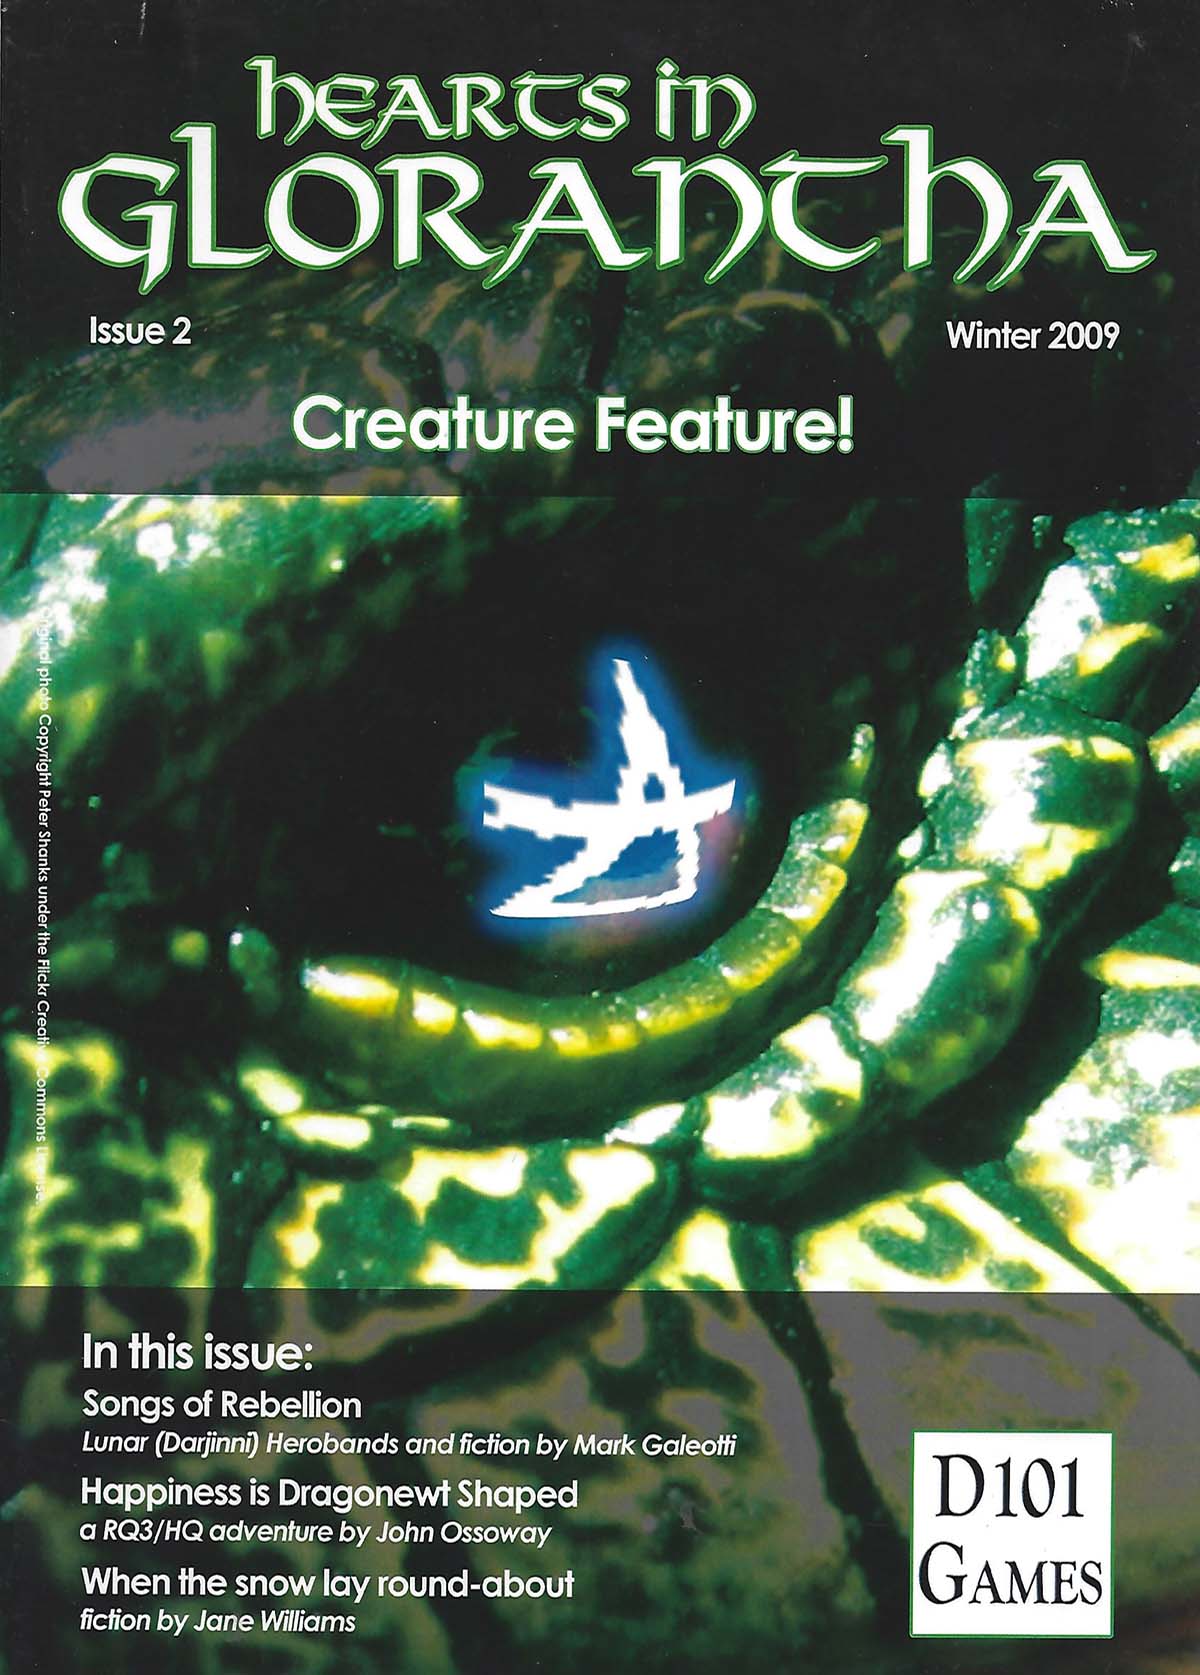 hearts in
Glorantha
Issue 2
Winter 2009
Creature Feature!
Original photo Copyright Peter Shanks under the Flickr Creative Commons License.
In this issue:
Songs of Rebellion
Lunar (Darjinni) Herobands and fiction by Mark Galeotti
Happiness is Dragonewt Shaped
a RQ3/HQ adventure by John Ossoway
When the snow lay round-about
fiction by Jane Williams
D101
Games